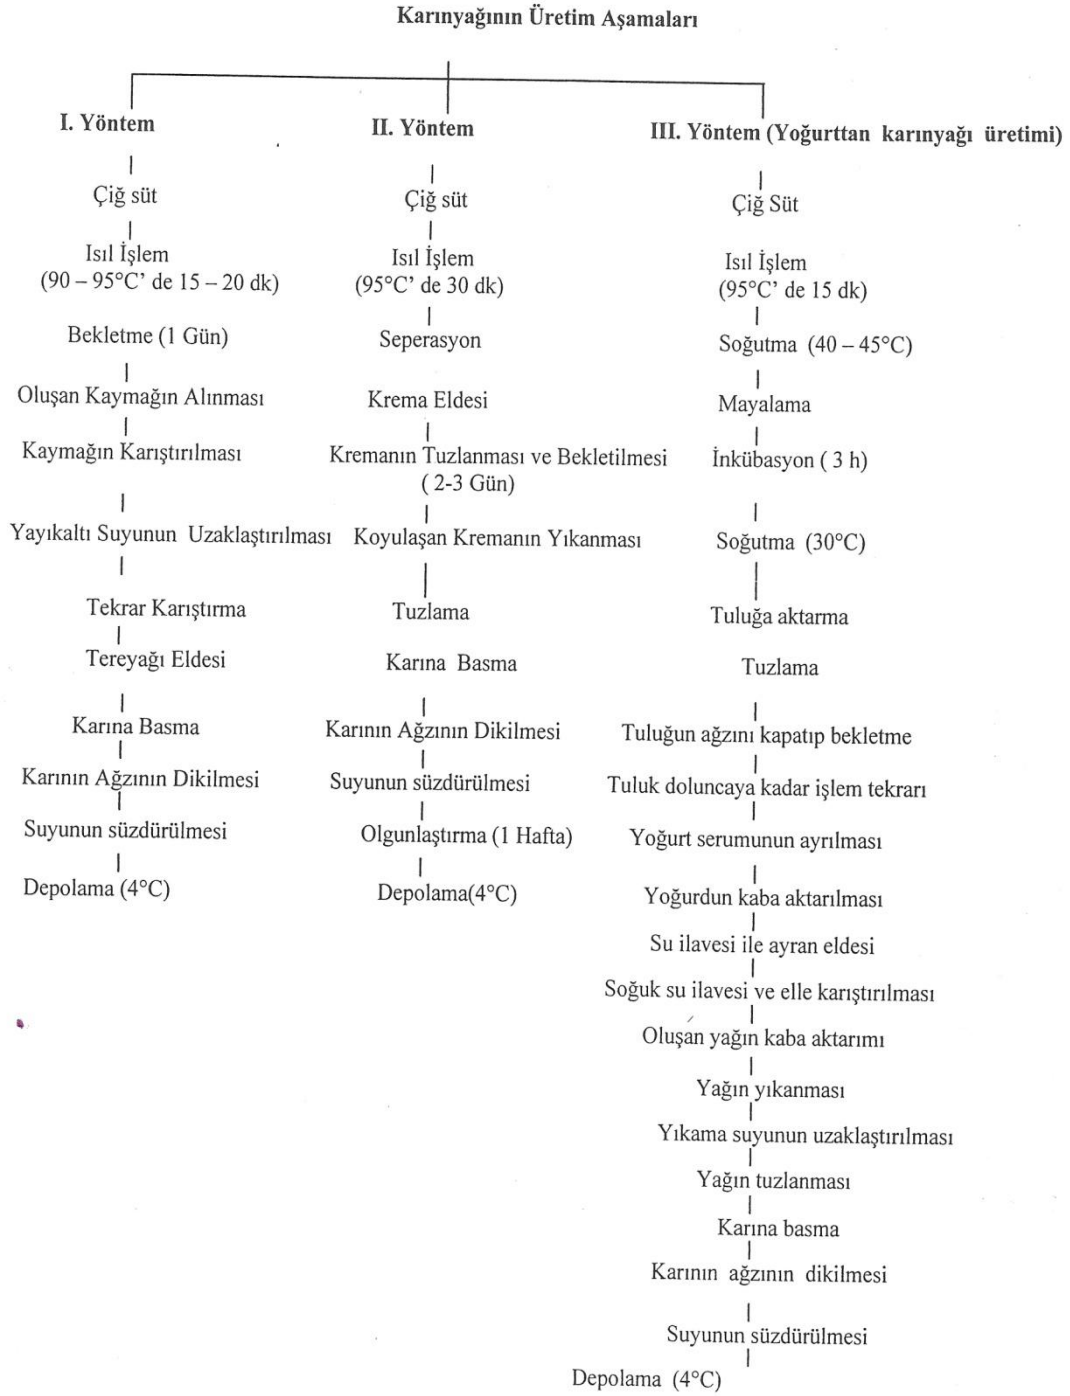 Karınyağının Üretim Aşamaları
I. Yöntem
Çiğ süt
Isıl İşlem
(90 – 95°C’ de 15 – 20 dk)
Bekletme (1 Gün)
Oluşan Kaymağın Alınması
Kaymağın Karıştırılması
Yayıkaltı Suyunun Uzaklaştırılması
Tekrar Karıştırma
Tereyağı Eldesi
Karına Basma
Karının Ağzının Dikilmesi
Suyunun süzdürülmesi
Depolama (4°C)
II. Yöntem
Çiğ süt
Isıl İşlem
(95°C’ de 30 dk)
Seperasyon
Krema Eldesi
Kremanın Tuzlanması ve Bekletilmesi
( 2-3 Gün)
Koyulaşan Kremanın Yıkanması
Tuzlama
Karına Basma
Karının Ağzının Dikilmesi
Suyunun süzdürülmesi
Olgunlaştırma (1 Hafta)
Depolama(4°C)
III. Yöntem (Yoğurttan karınyağı üretimi)
Çiğ Süt
Isıl İşlem
(95°C’ de 15 dk)
Soğutma (40 – 45°C)
Mayalama
İnkübasyon ( 3 h)
Soğutma (30°C)
Tuluğa aktarma
Tuzlama
Tuluğun ağzını kapatıp bekletme
Tuluk doluncaya kadar işlem tekrarı
Yoğurt serumunun ayrılması
Yoğurdun kaba aktarılması
Su ilavesi ile ayran eldesi
Soğuk su ilavesi ve elle karıştırılması
Oluşan yağın kaba aktarımı
Yağın yıkanması
Yıkama suyunun uzaklaştırılması
Yağın tuzlanması
Karına basma
Karının ağzının dikilmesi
Suyunun süzdürülmesi
Depolama (4°C)